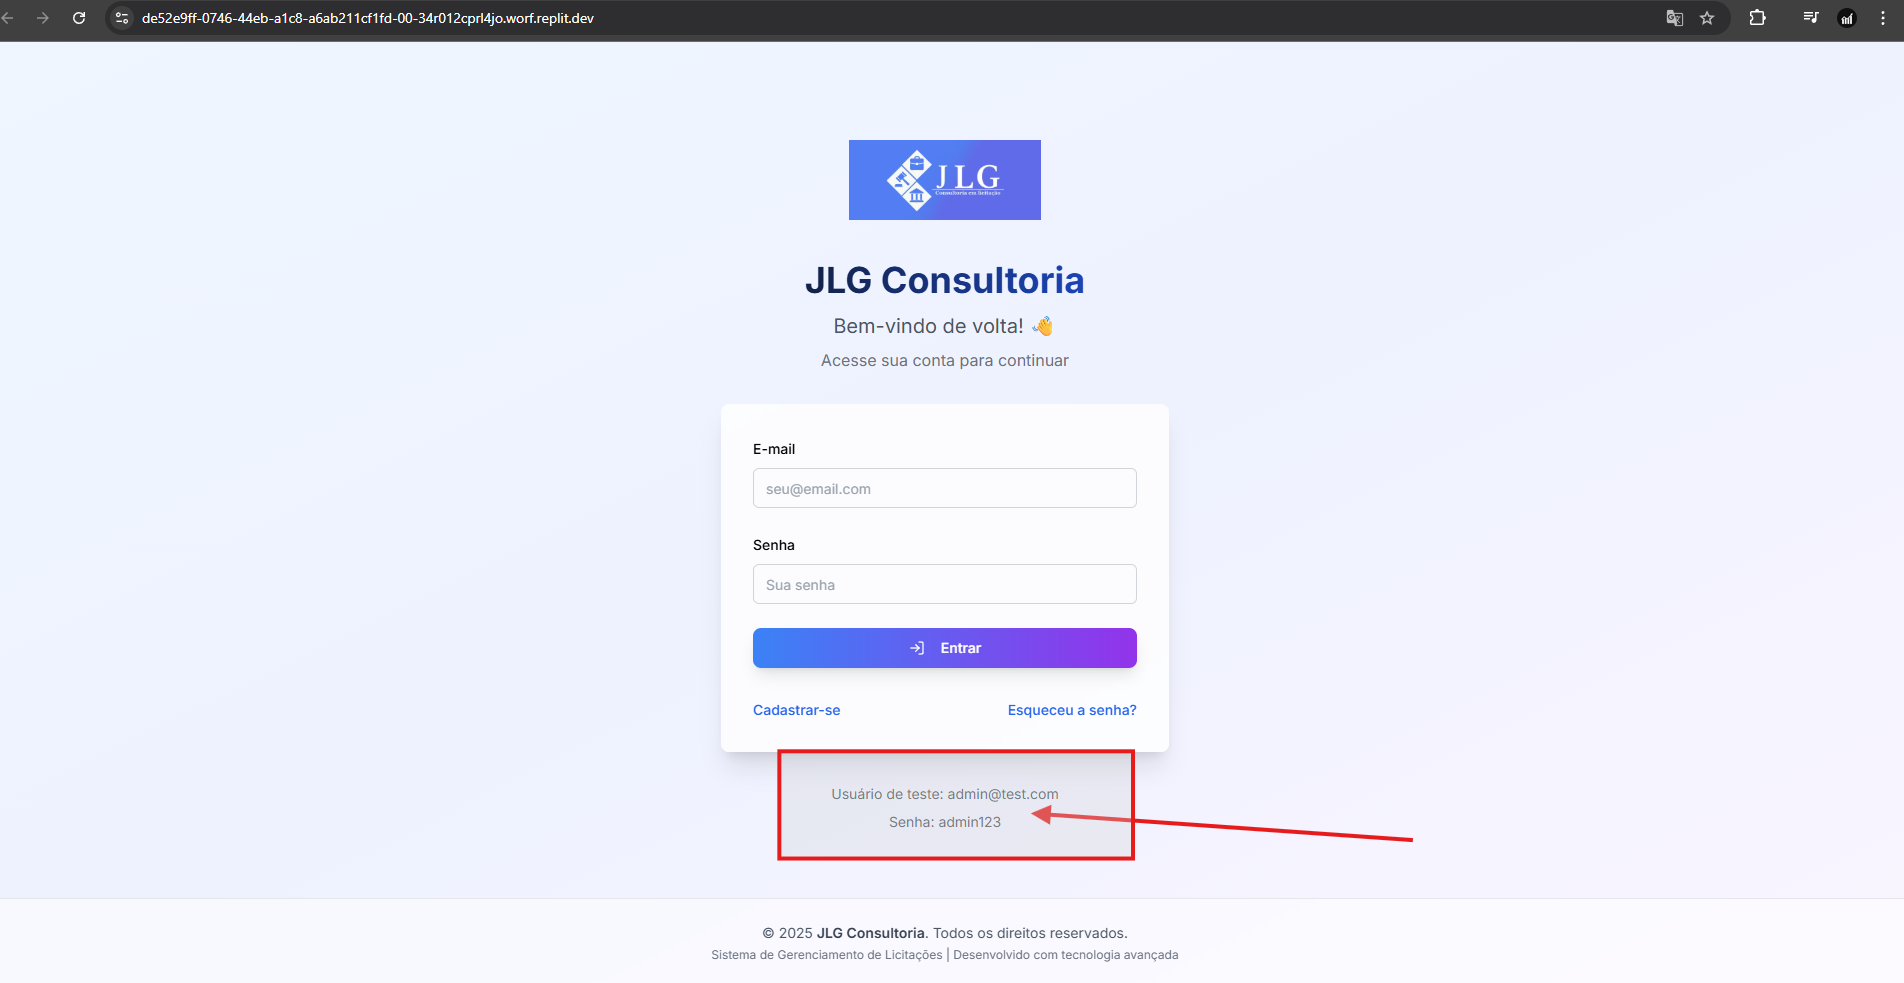 de52e9ff-0746-44eb-a1c8-a6ab211cf1fd-00-34r012cprl4jo.worf.replit.dev
JLG
Consultoria em licitação
JLG Consultoria
Bem-vindo de volta! 👋
Acesse sua conta para continuar
E-mail
seu@email.com
Senha
Sua senha
Entrar
Cadastrar-se Esqueceu a senha?
Usuário de teste: admin@test.com
Senha: admin123
© 2025 JLG Consultoria. Todos os direitos reservados.
Sistema de Gerenciamento de Licitações | Desenvolvido com tecnologia avançada